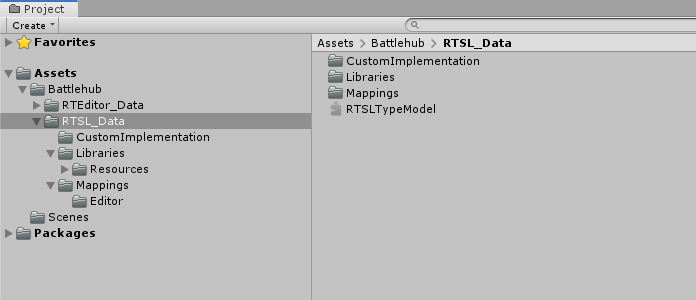 Project
Create
Favorites
Assets > Battlehub > RTSL_Data
CustomImplementation
Libraries
Mappings
RTSLTypeModel
Assets
Battlehub
RTEditor_Data
RTSL_Data
CustomImplementation
Libraries
Resources
Mappings
Editor
Scenes
Packages